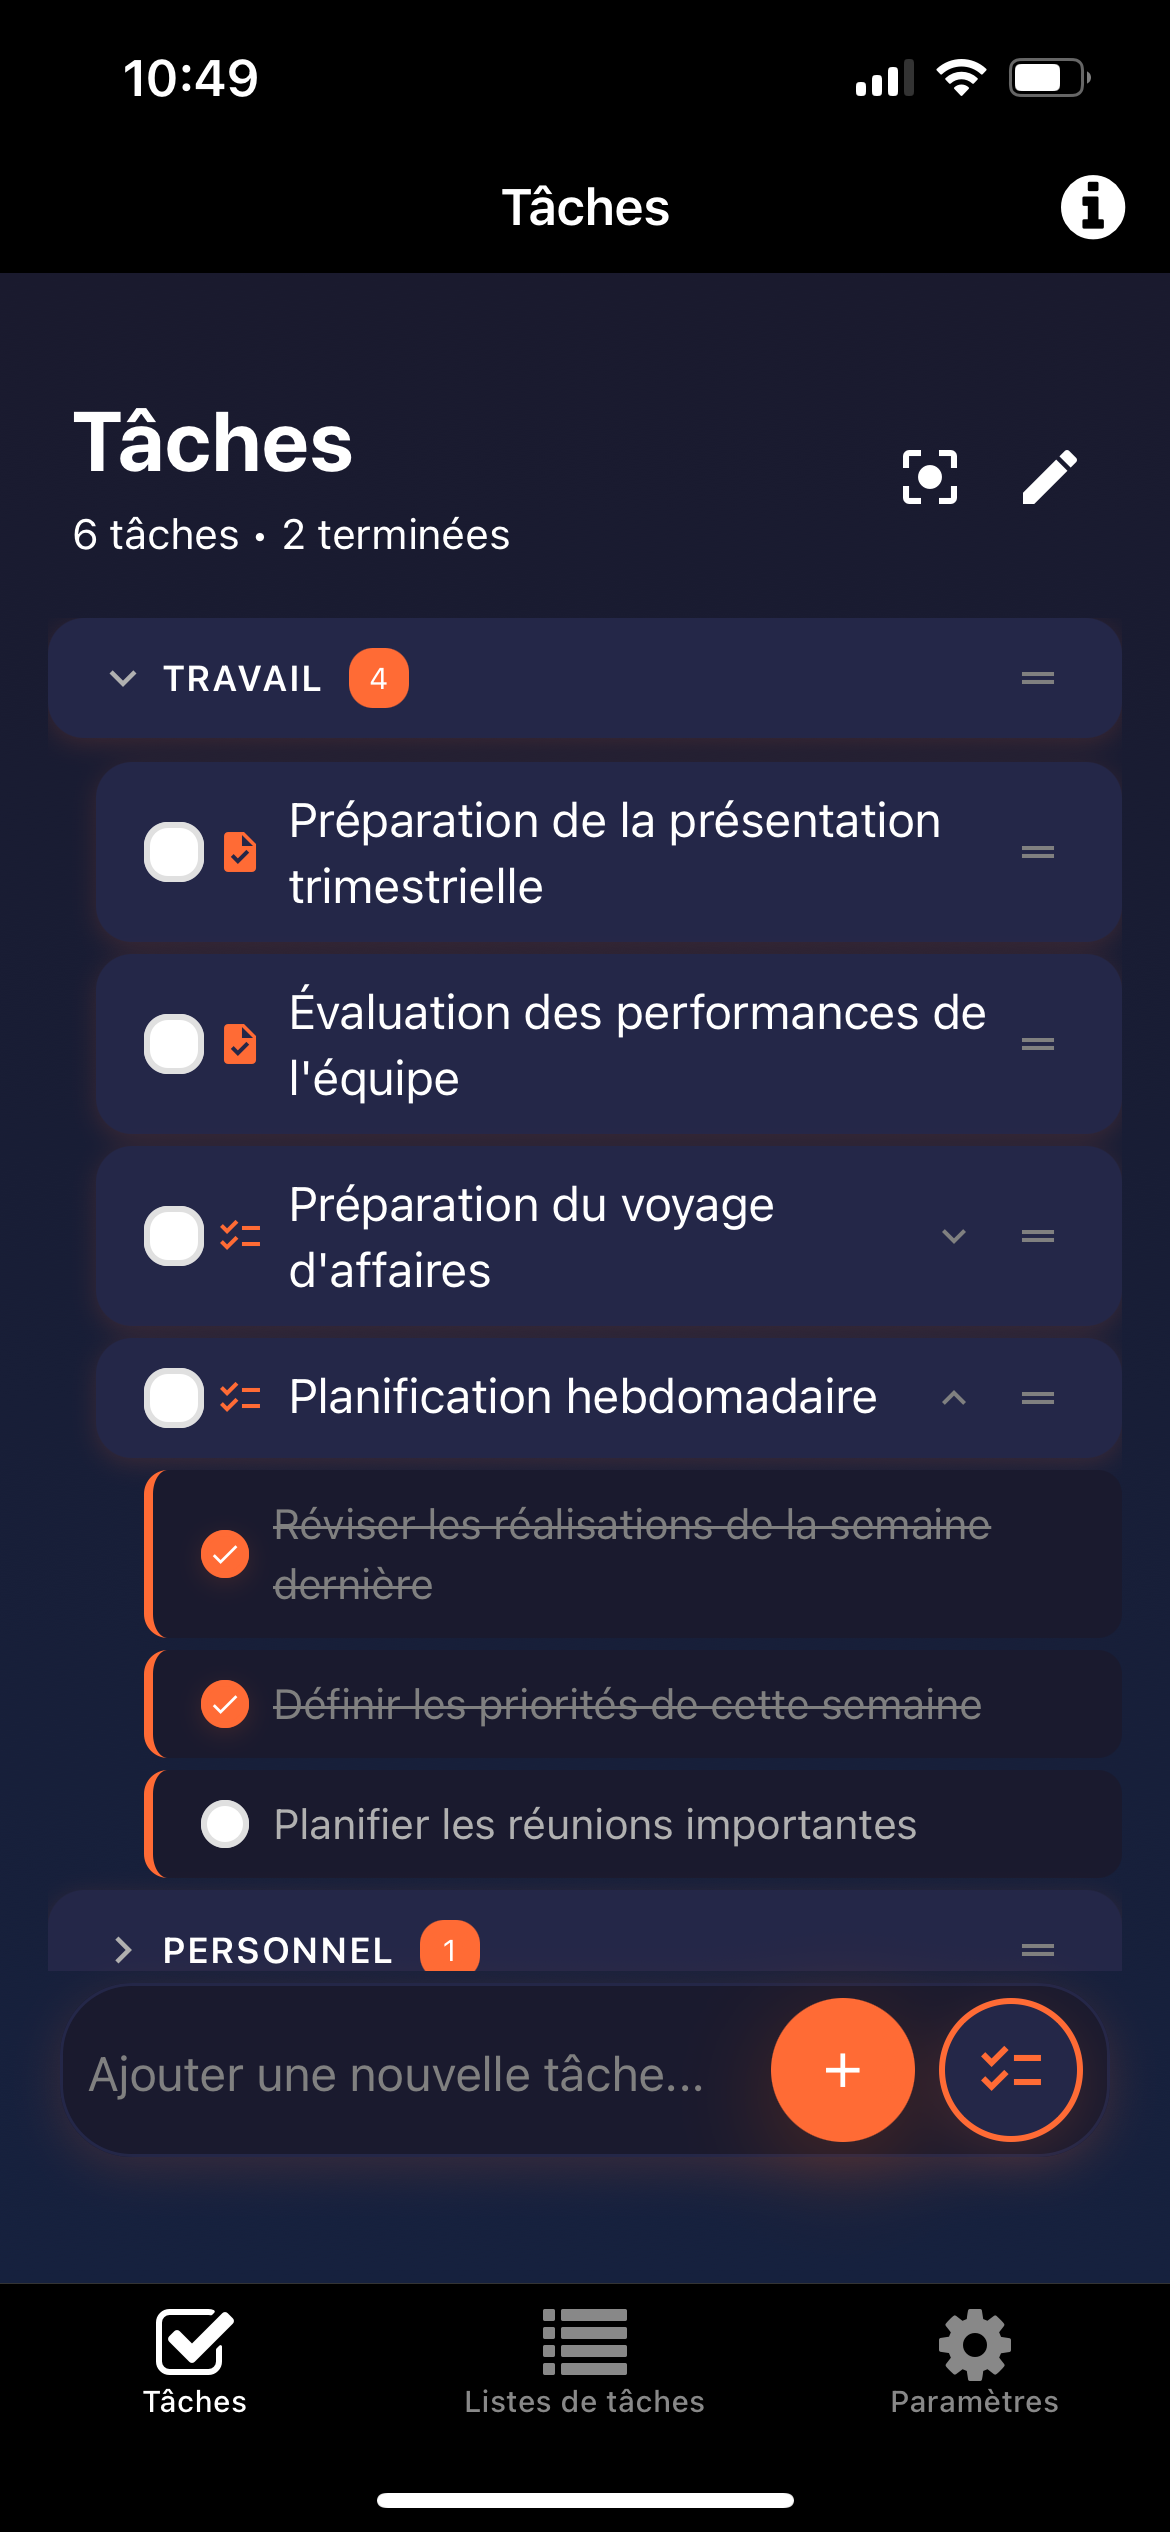 10:49
Tâches
Tâches
6 tâches • 2 terminées
TRAVAIL 4
Préparation de la présentation
trimestrielle
Évaluation des performances de
l'équipe
Préparation du voyage
d'affaires
Planification hebdomadaire
Réviser les réalisations de la semaine
dernière
Définir les priorités de cette semaine
Planifier les réunions importantes
PERSONNEL 1
Ajouter une nouvelle tâche...
Tâches Listes de tâches Paramètres